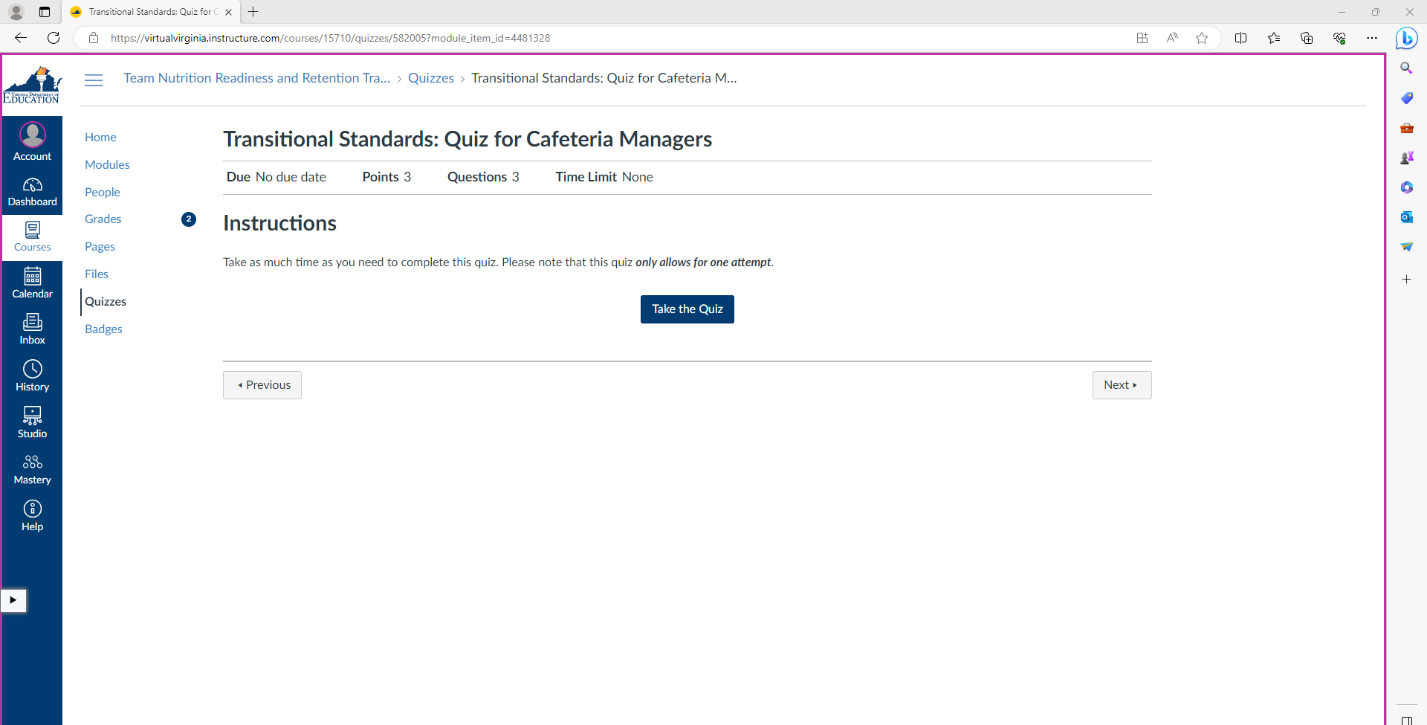 Transitional Standards: Quiz for C
https://virtualvirginia.instructure.com/courses/15710/quizzes/582005?module_item_id=4481328
EDUCATION
Team Nutrition Readiness and Retention Tra... › Quizzes › Transitional Standards: Quiz for Cafeteria M...
Account
Dashboard
Courses
Calendar
Inbox
History
Studio
Mastery
Help
Home
Modules
People
Grades 2
Pages
Files
Quizzes
Badges
Transitional Standards: Quiz for Cafeteria Managers
Due No due date Points 3 Questions 3 Time Limit None
Instructions
Take as much time as you need to complete this quiz. Please note that this quiz only allows for one attempt.
Take the Quiz
◂ Previous
Next ▸